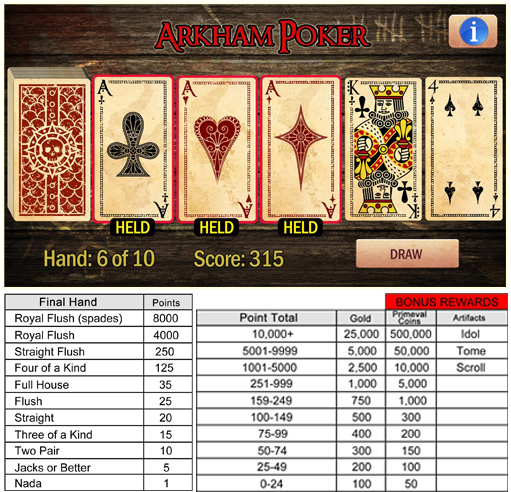 ARKHAM POKER
i
A A A K 4
A A A 4
HELD HELD HELD
Hand: 6 of 10 Score: 315 DRAW
BONUS REWARDS
Final Hand Points
Point Total Gold Primeval Coins Artifacts
Royal Flush (spades) 8000
Royal Flush 4000
Straight Flush 250
Four of a Kind 125
Full House 35
Flush 25
Straight 20
Three of a Kind 15
Two Pair 10
Jacks or Better 5
Nada 1
10,000+ 25,000 500,000 Idol
5001-9999 5,000 50,000 Tome
1001-5000 2,500 10,000 Scroll
251-999 1,000 5,000
159-249 750 1,000
100-149 500 300
75-99 400 200
50-74 300 150
25-49 200 100
0-24 100 50